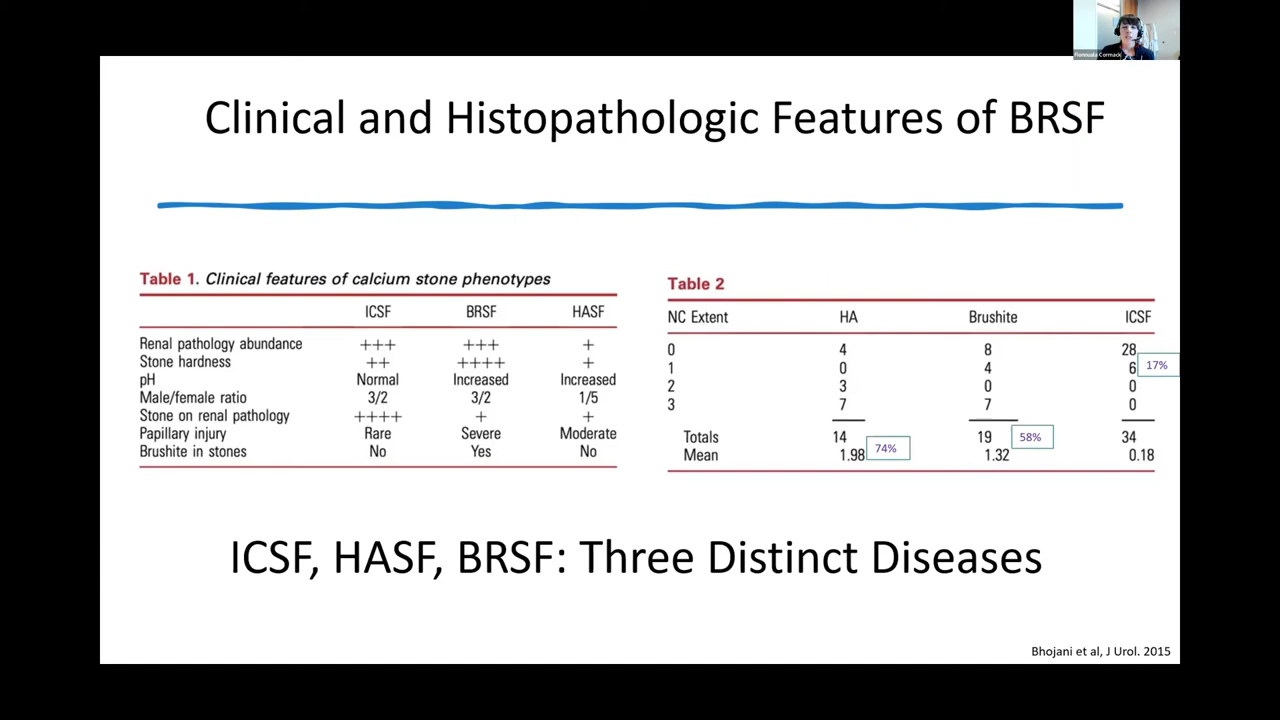 Romuala Cormack
Clinical and Histopathologic Features of BRSF
Table 1. Clinical features of calcium stone phenotypes
ICSF BRSF HASF
Renal pathology abundance +++ +++ +
Stone hardness ++ ++++ +
pH Normal Increased Increased
Male/female ratio 3/2 3/2 1/5
Stone on renal pathology ++++ + +
Papillary injury Rare Severe Moderate
Brushite in stones No Yes No
Table 2
NC Extent HA Brushite ICSF
0 4 8 28
1 0 4 6 17%
2 3 0 0
3 7 7 0
Totals 14 19 58% 34
Mean 1.98 74% 1.32 0.18
ICSF, HASF, BRSF: Three Distinct Diseases
Bhojani et al, J Urol. 2015